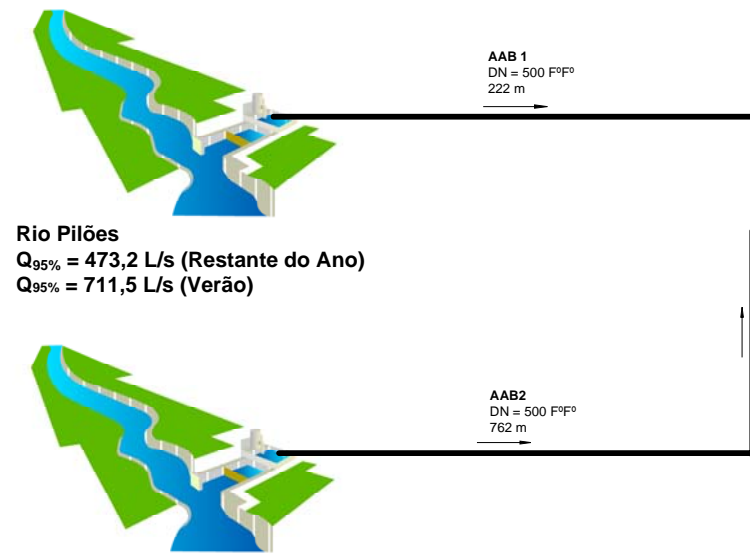 AAB 1
DN = 500 FºFº
222 m
Rio Pilões
Q95% = 473,2 L/s (Restante do Ano)
Q95% = 711,5 L/s (Verão)
AAB2
DN = 500 FºFº
762 m